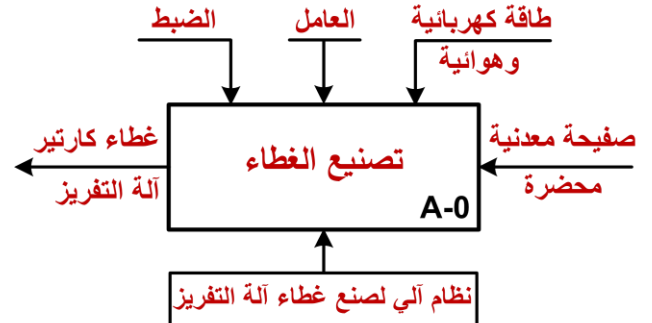 طاقة كهربائية
وهوائية
العامل
الضبط
صفيحة معدنية
محضرة
تصنيع الغطاء
A-0
غطاء كارتير
آلة التفريز
نظام آلي لصنع غطاء آلة التفريز